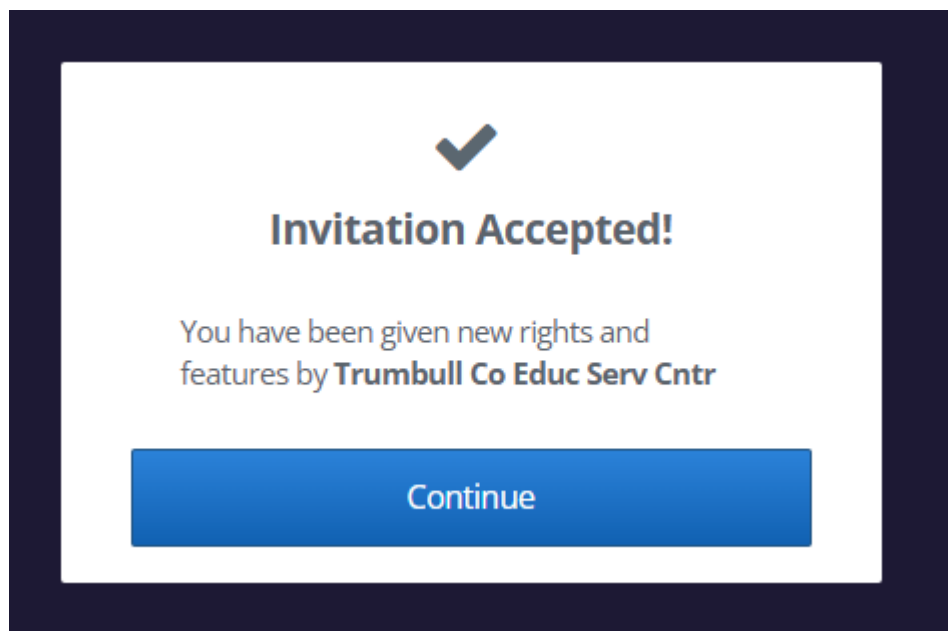 Invitation Accepted!
You have been given new rights and
features by Trumbull Co Educ Serv Cntr
Continue